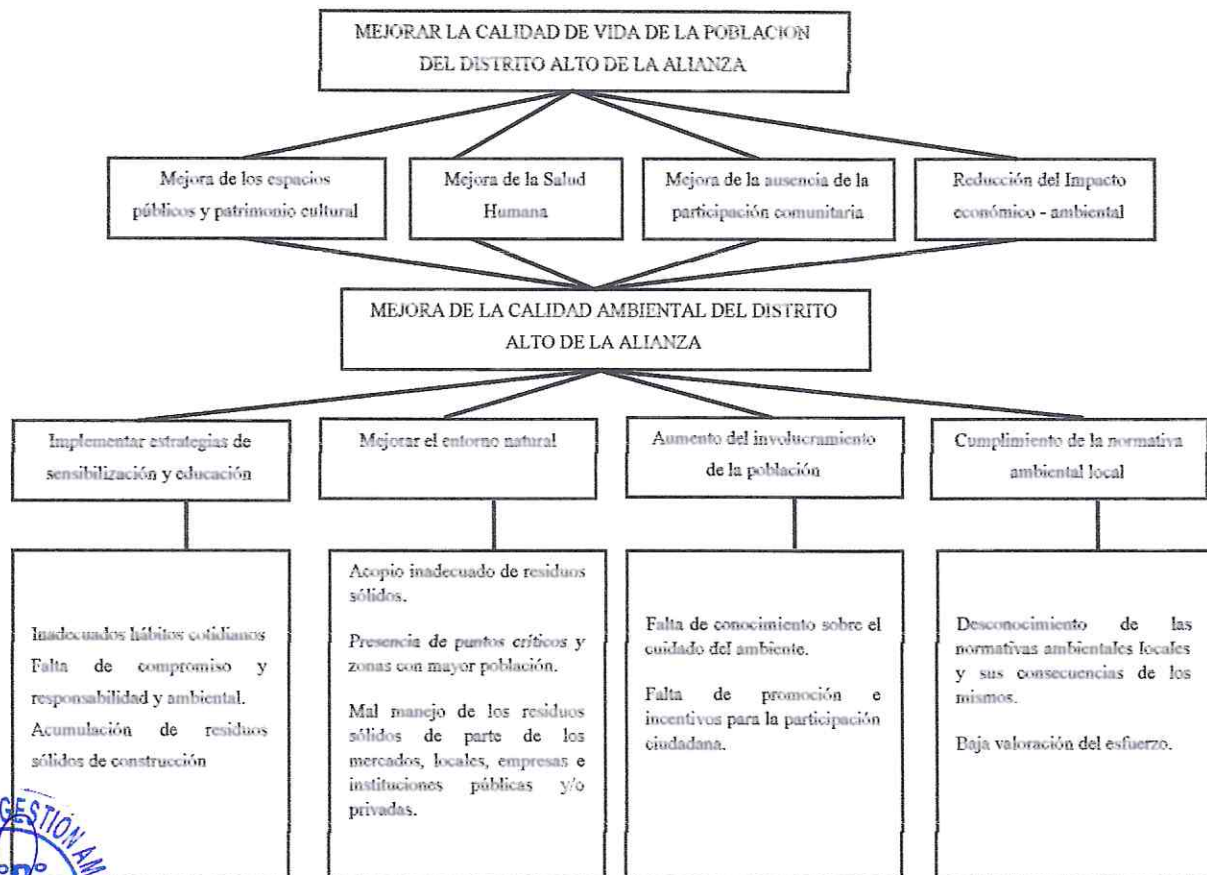 MEJORAR LA CALIDAD DE VIDA DE LA POBLACION
DEL DISTRITO ALTO DE LA ALIANZA
Mejora de los espacios
públicos y patrimonio cultural
Mejora de la Salud
Humana
Mejora de la ausencia de la
participación comunitaria
Reducción del Impacto
económico - ambiental
MEJORA DE LA CALIDAD AMBIENTAL DEL DISTRITO
ALTO DE LA ALIANZA
Implementar estrategias de
sensibilización y educación
Mejorar el entorno natural
Aumento del involucramiento
de la población
Cumplimiento de la normativa
ambiental local
Inadecuados hábitos cotidianos
Falta de compromiso y
responsabilidad y ambiental.
Acumulación de residuos
sólidos de construcción
Acopio inadecuado de residuos
sólidos.
Presencia de puntos críticos y
zonas con mayor población.
Mal manejo de los residuos
sólidos de parte de los
mercados, locales, empresas e
instituciones públicas y/o
privadas.
Falta de conocimiento sobre el
cuidado del ambiente.
Falta de promoción e
incentivos para la participación
ciudadana.
Desconocimiento de las
normativas ambientales locales
y sus consecuencias de los
mismos.
Baja valoración del esfuerzo.
GESTIÓN AM